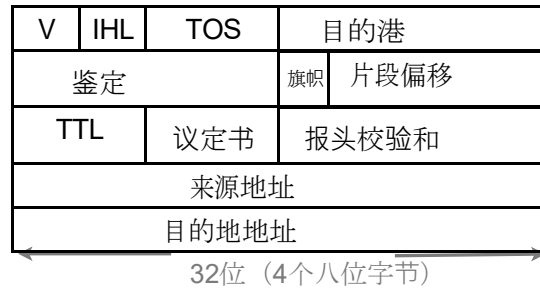 V IHL TOS 目的港
鉴定 旗帜 片段偏移
TTL 议定书 报头校验和
来源地址
目的地地址
32位（4个八位字节）